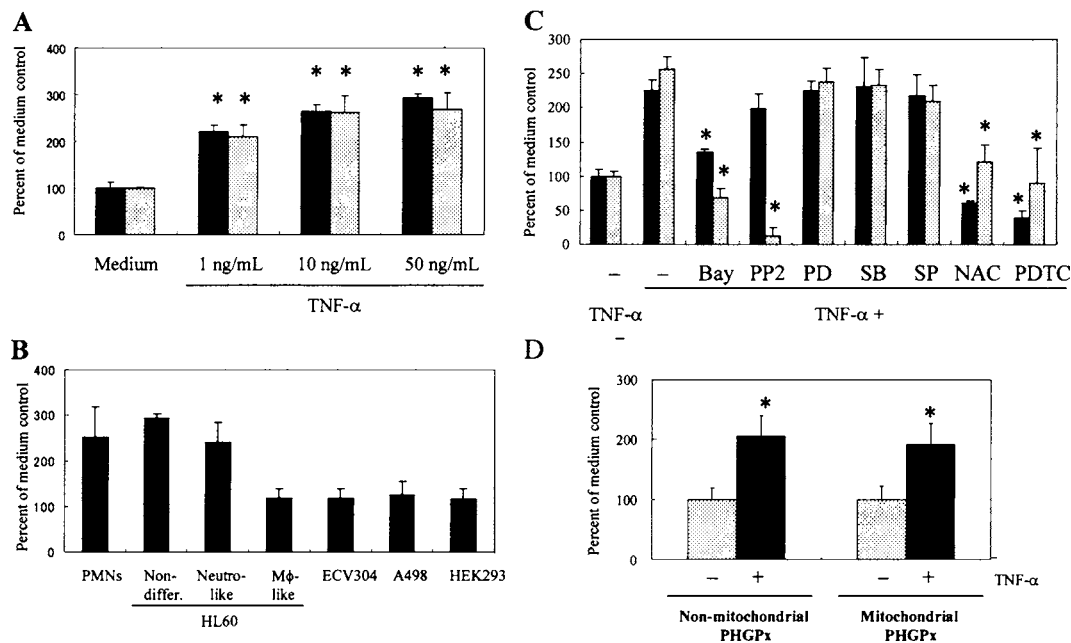 A
Percent of medium control
400
300
200
100
0
* * * * * *
Medium 1 ng/mL 10 ng/mL 50 ng/mL
TNF-α
B
Percent of medium control
400
300
200
100
0
PMNs Non-differ. Neutro-like Mϕ-like ECV304 A498 HEK293
HL60
C
Percent of medium control
300
250
200
150
100
50
0
* * * * * * *
– – Bay PP2 PD SB SP NAC PDTC
TNF-α –
TNF-α +
D
Percent of medium control
300
200
100
0
* *
– + – + TNF-α
Non-mitochondrial PHGPx
Mitochondrial PHGPx